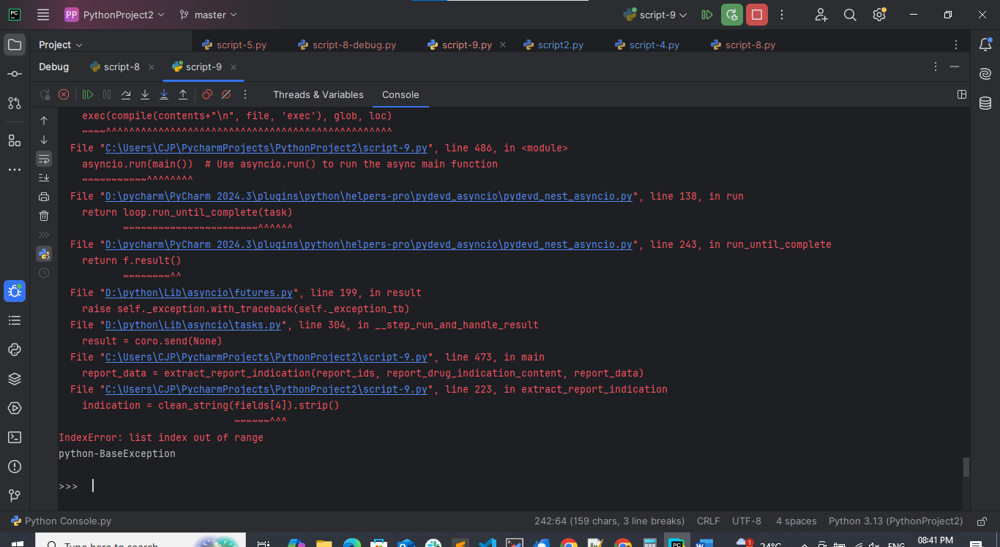 PC
PP PythonProject2 master script-9
Project script-5.py script-8-debug.py script-9.py script2.py script-4.py script-8.py
Debug script-8 script-9
Threads & Variables Console
exec(compile(contents+"\n", file, 'exec'), glob, loc)
~~~~^^^^^^^^^^^^^^^^^^^^^^^^^^^^^^^^^^^^^^^^^^^^^^^^^
File "C:\Users\CJP\PycharmProjects\PythonProject2\script-9.py", line 486, in <module>
asyncio.run(main())  # Use asyncio.run() to run the async main function
~~~~~~~~~~~^^^^^^^^
File "D:\pycharm\PyCharm 2024.3\plugins\python\helpers-pro\pydevd_asyncio\pydevd_nest_asyncio.py", line 138, in run
return loop.run_until_complete(task)
~~~~~~~~~~~~~~~~~~~~~~~^^^^^^
File "D:\pycharm\PyCharm 2024.3\plugins\python\helpers-pro\pydevd_asyncio\pydevd_nest_asyncio.py", line 243, in run_until_complete
return f.result()
~~~~~~~~^^
File "D:\python\Lib\asyncio\futures.py", line 199, in result
raise self._exception.with_traceback(self._exception_tb)
File "D:\python\Lib\asyncio\tasks.py", line 304, in __step_run_and_handle_result
result = coro.send(None)
File "C:\Users\CJP\PycharmProjects\PythonProject2\script-9.py", line 473, in main
report_data = extract_report_indication(report_ids, report_drug_indication_content, report_data)
File "C:\Users\CJP\PycharmProjects\PythonProject2\script-9.py", line 223, in extract_report_indication
indication = clean_string(fields[4]).strip()
~~~~~~^^^
IndexError: list index out of range
python-BaseException
>>>
Python Console.py 242:64 (159 chars, 3 line breaks) CRLF UTF-8 4 spaces Python 3.13 (PythonProject2)
Type here to search PC 1 24°C ENG 08:41 PM